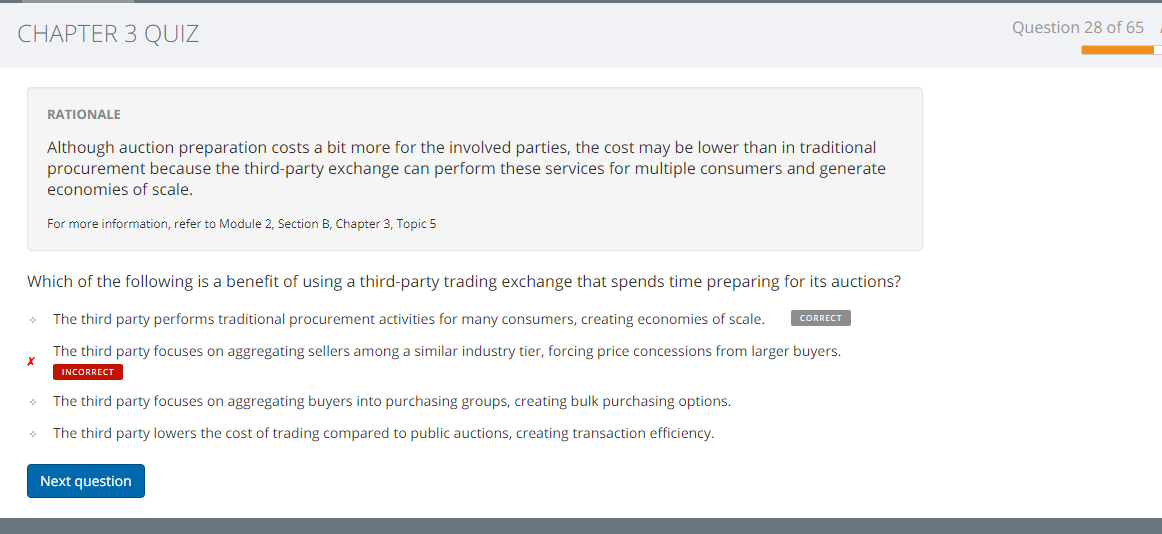 CHAPTER 3 QUIZ
Question 28 of 65
RATIONALE
Although auction preparation costs a bit more for the involved parties, the cost may be lower than in traditional
procurement because the third-party exchange can perform these services for multiple consumers and generate
economies of scale.
For more information, refer to Module 2, Section B, Chapter 3, Topic 5
Which of the following is a benefit of using a third-party trading exchange that spends time preparing for its auctions?
The third party performs traditional procurement activities for many consumers, creating economies of scale. CORRECT
The third party focuses on aggregating sellers among a similar industry tier, forcing price concessions from larger buyers.
INCORRECT
The third party focuses on aggregating buyers into purchasing groups, creating bulk purchasing options.
The third party lowers the cost of trading compared to public auctions, creating transaction efficiency.
Next question